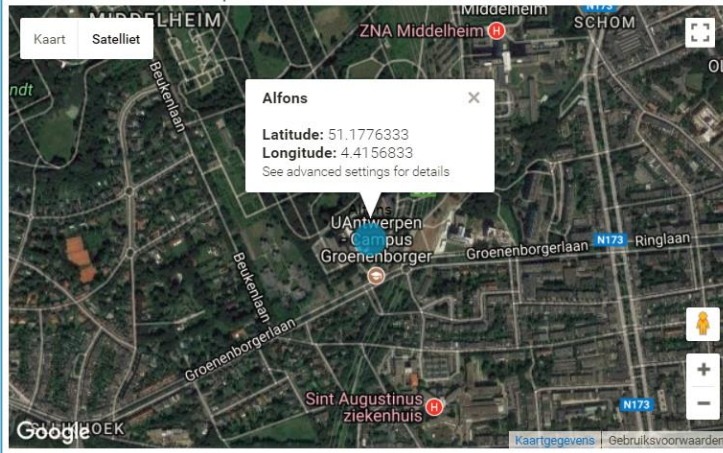 MIDDELHEIM
Middelheim
N173
SCHOM
Kaart
Satelliet
ZNA Middelheim
H
Beukenlaan
Alfons
Latitude: 51.1776333
Longitude: 4.4156833
See advanced settings for details
UAntwerpen
Campus
Groenenborger
Groenenborgerlaan
N173
Ringlaan
Beukenlaan
Groenenborgerlaan
Sint Augustinus
ziekenhuis
H
N173
Google
Kaartgegevens
Gebruiksvoorwaarden